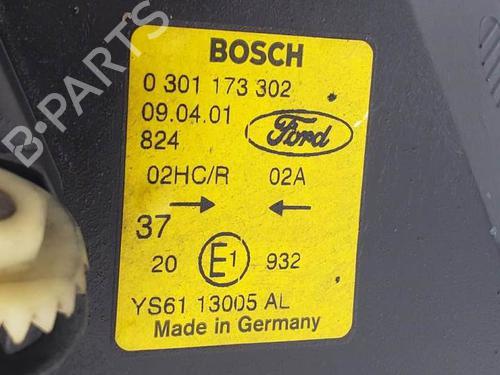 BOSCH
0 301 173 302
09.04.01
824 Ford
02HC/R 02A
→ ←
37
20 E1 932
YS61 13005 AL
Made in Germany
B-PARTS